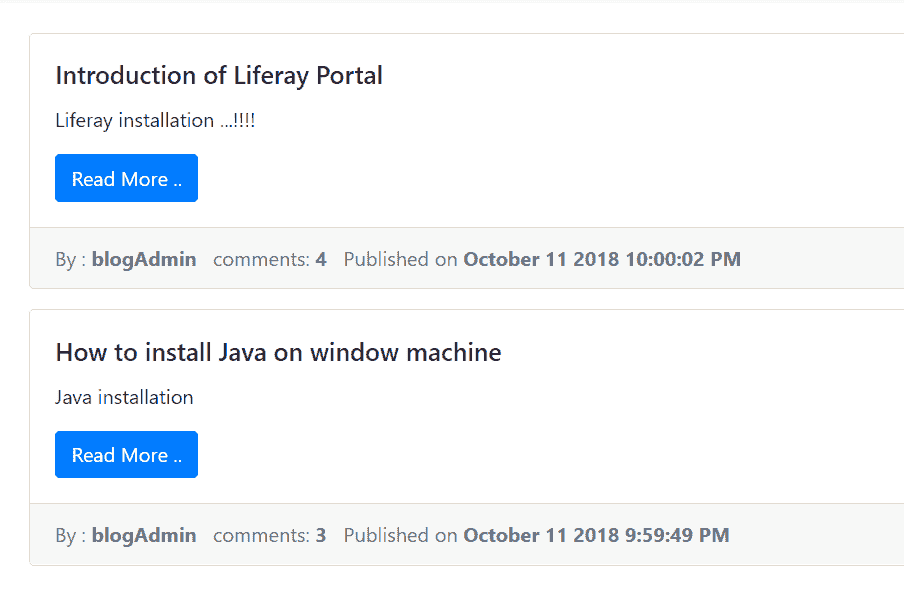 Introduction of Liferay Portal
Liferay installation ...!!!!
Read More ..
By : blogAdmin comments: 4 Published on October 11 2018 10:00:02 PM
How to install Java on window machine
Java installation
Read More ..
By : blogAdmin comments: 3 Published on October 11 2018 9:59:49 PM